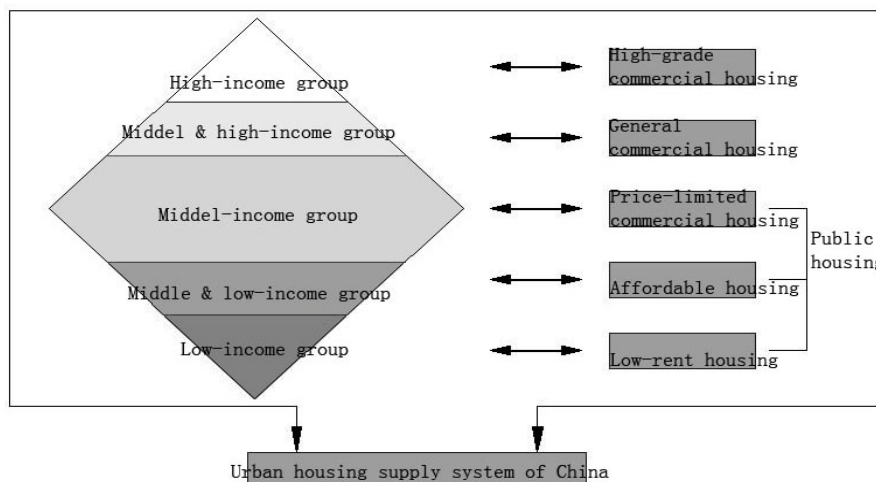 High-income group
High-grade
commercial housing
Middel & high-income group
General
commercial housing
Middel-income group
Price-limited
commercial housing
Public
housing
Middle & low-income group
Affordable housing
Low-income group
Low-rent housing
Urban housing supply system of China